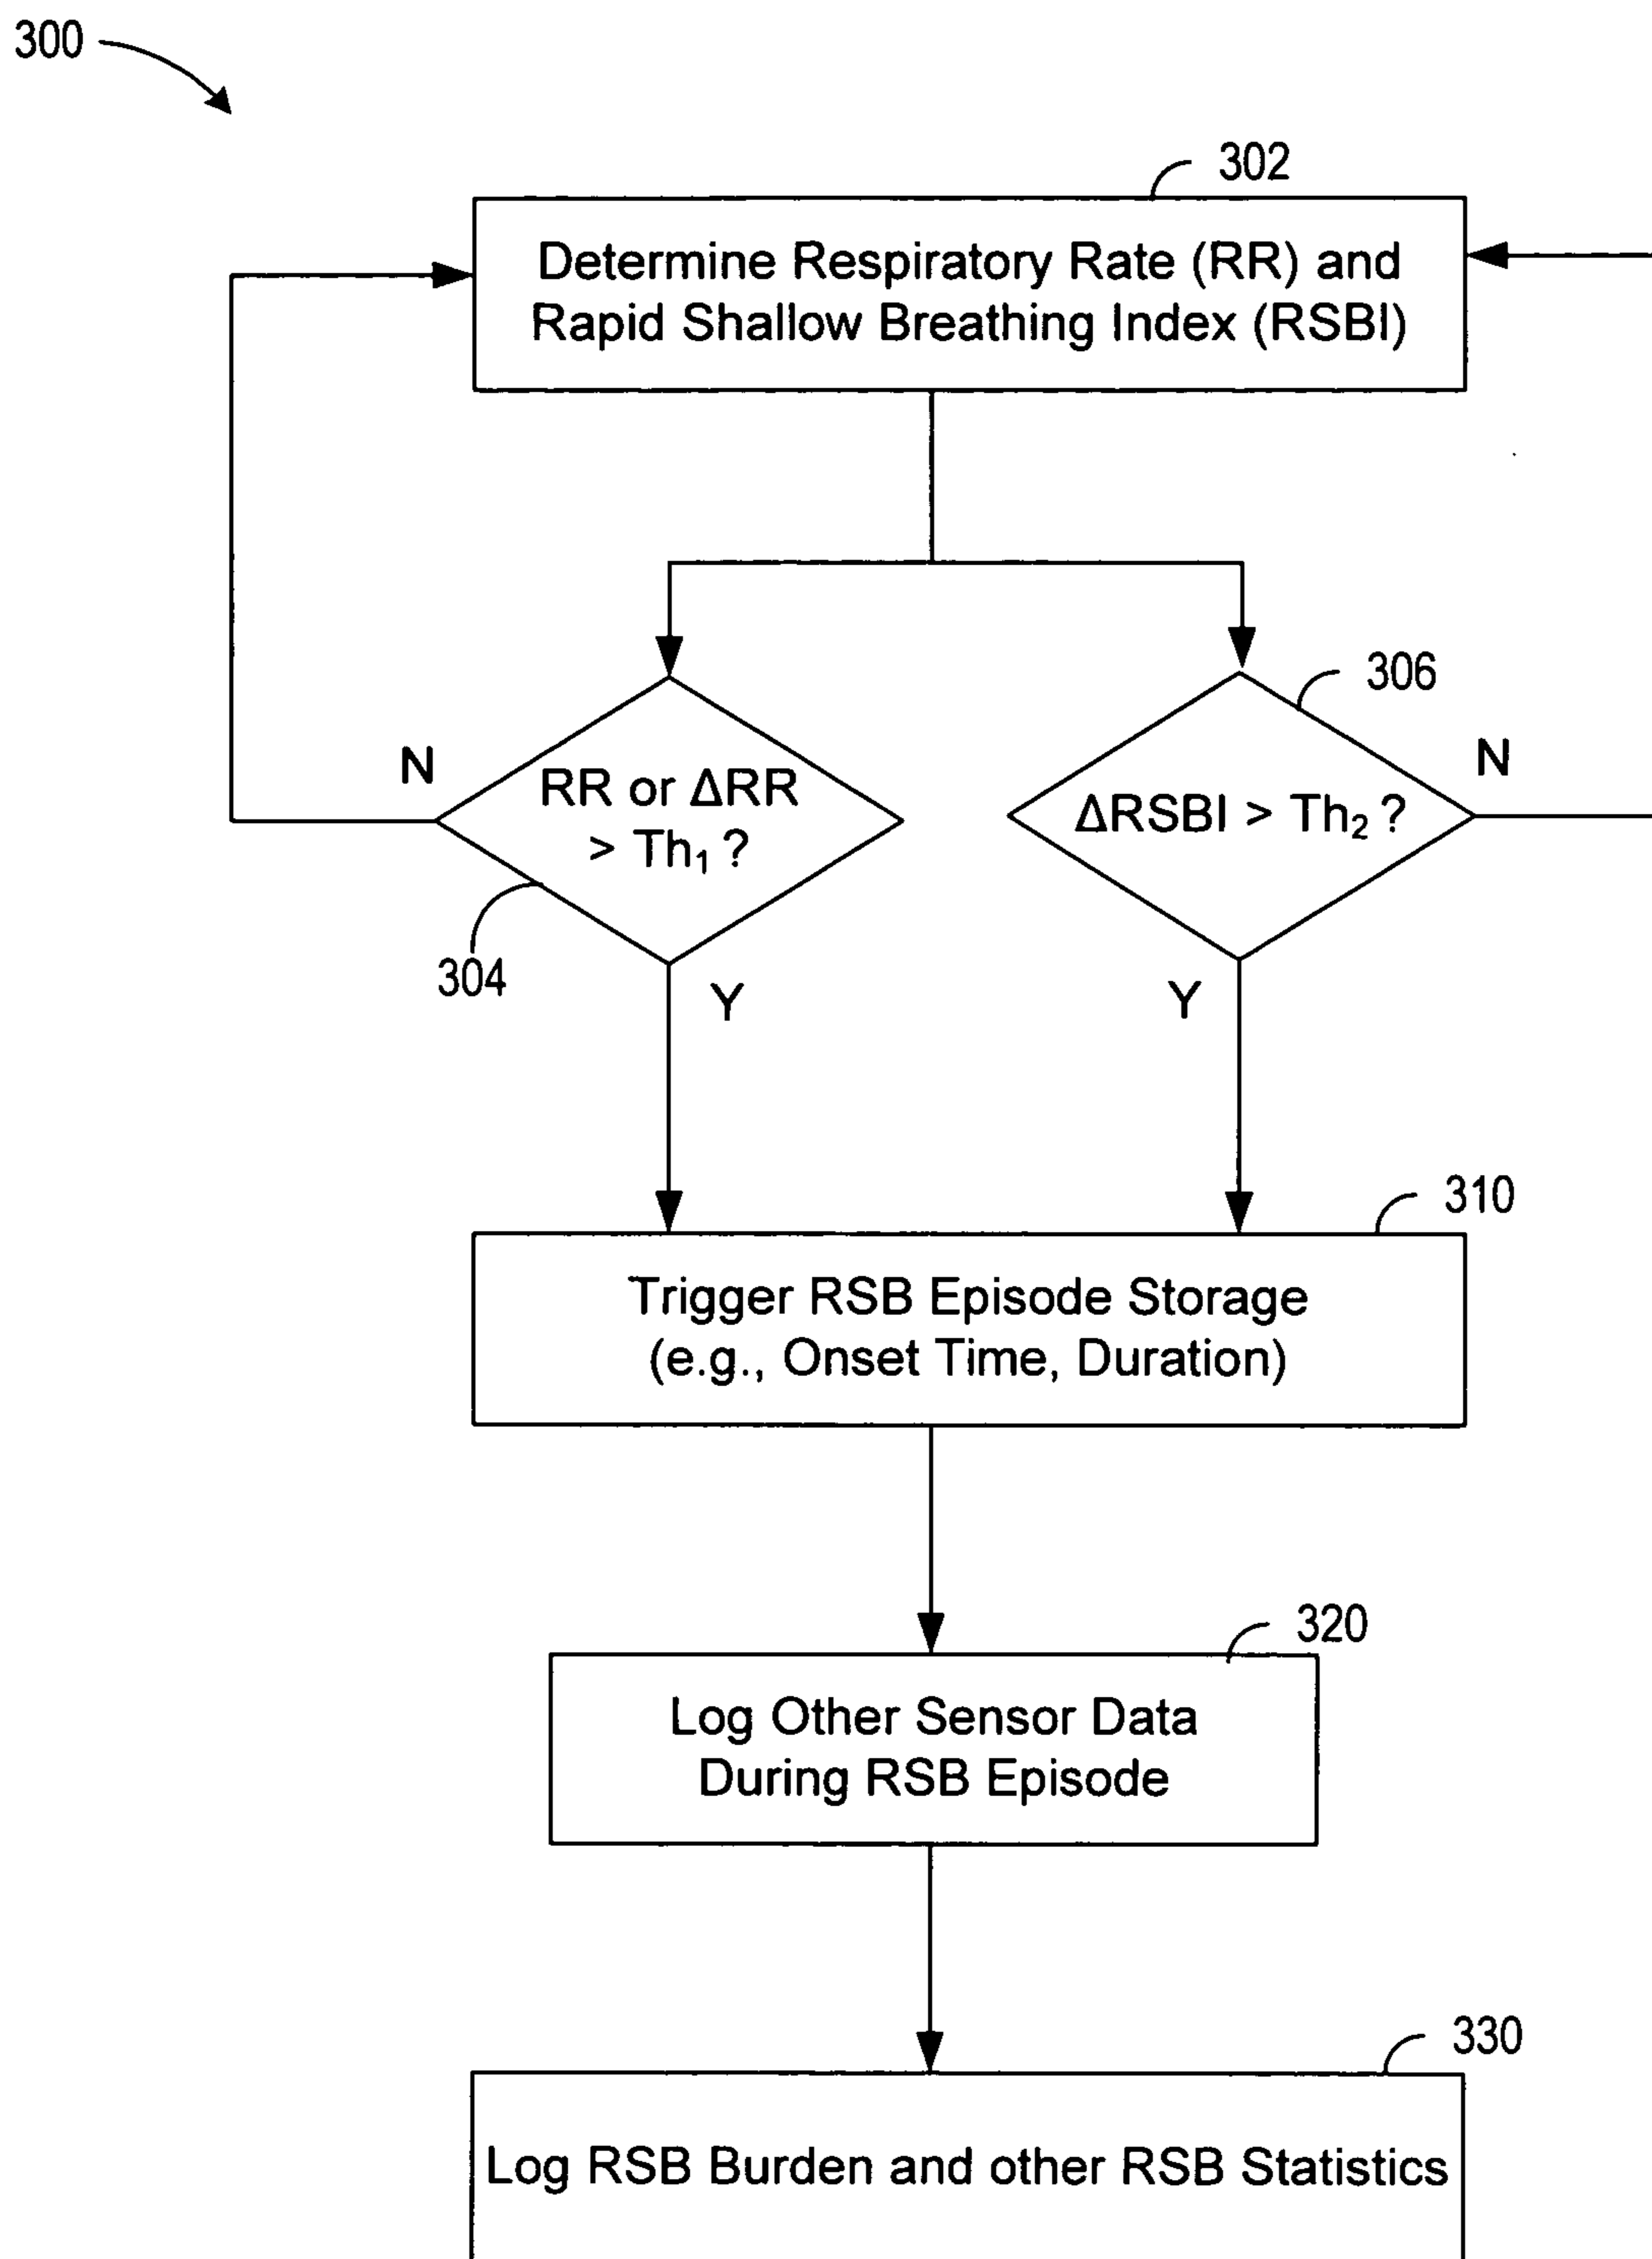 300
302
Determine Respiratory Rate (RR) and
Rapid Shallow Breathing Index (RSBI)
306
N
N
RR or ΔRR
> Th₁ ?
ΔRSBI > Th₂ ?
304
Y
Y
310
Trigger RSB Episode Storage
(e.g., Onset Time, Duration)
320
Log Other Sensor Data
During RSB Episode
330
Log RSB Burden and other RSB Statistics